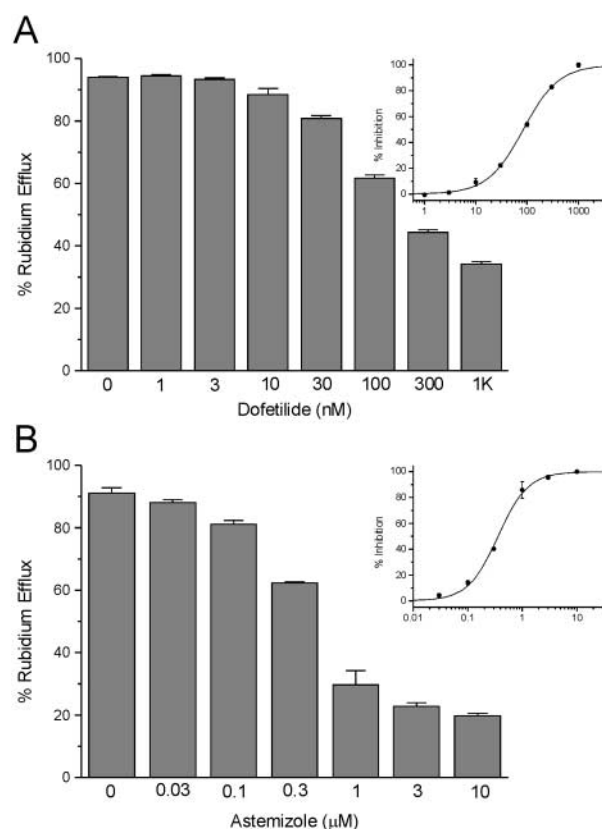 A
100
80
60
40
20
0
% Rubidium Efflux
0 1 3 10 30 100 300 1K
Dofetilide (nM)
100
80
60
40
20
0
% Inhibition
1 10 100 1000
B
100
80
60
40
20
0
% Rubidium Efflux
0 0.03 0.1 0.3 1 3 10
Astemizole (μM)
100
80
60
40
20
0
% Inhibition
0.01 0.1 1 10